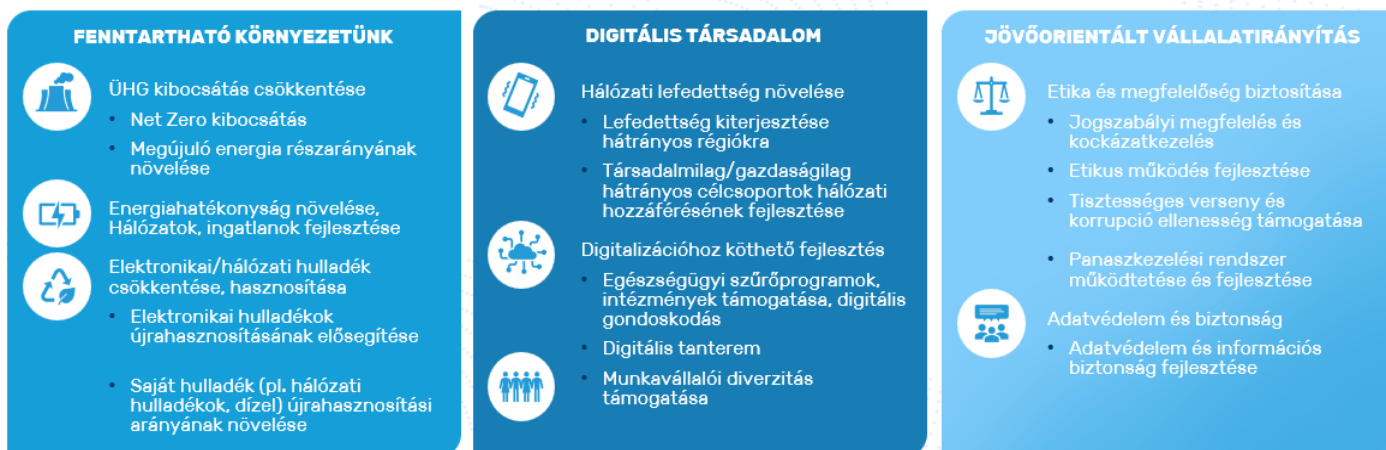 FENNTARTHATÓ KÖRNYEZETÜNK
ÜHG kibocsátás csökkentése
• Net Zero kibocsátás
• Megújuló energia részarányának
növelése
Energiahatékonyság növelése,
Hálózatok, ingatlanok fejlesztése
Elektronikai/hálózati hulladék
csökkentése, hasznosítása
• Elektronikai hulladékok
újrahasznosításának elősegítése
• Saját hulladék (pl. hálózati
hulladékok, dízel) újrahasznosítási
arányának növelése
DIGITÁLIS TÁRSADALOM
Hálózati lefedettség növelése
• Lefedettség kiterjesztése
hátrányos régiókra
• Társadalmilag/gazdaságilag
hátrányos célcsoportok hálózati
hozzáférésének fejlesztése
Digitalizációhoz köthető fejlesztés
• Egészségügyi szűrőprogramok,
intézmények támogatása, digitális
gondoskodás
• Digitális tanterem
• Munkavállalói diverzitás
támogatása
JÖVŐORIENTÁLT VÁLLALATIRÁNYÍTÁS
Etika és megfelelőség biztosítása
• Jogszabályi megfelelés és
kockázatkezelés
• Etikus működés fejlesztése
• Tisztességes verseny és
korrupció ellenesség támogatása
• Panaszkezelési rendszer
működtetése és fejlesztése
Adatvédelem és biztonság
• Adatvédelem és információs
biztonság fejlesztése